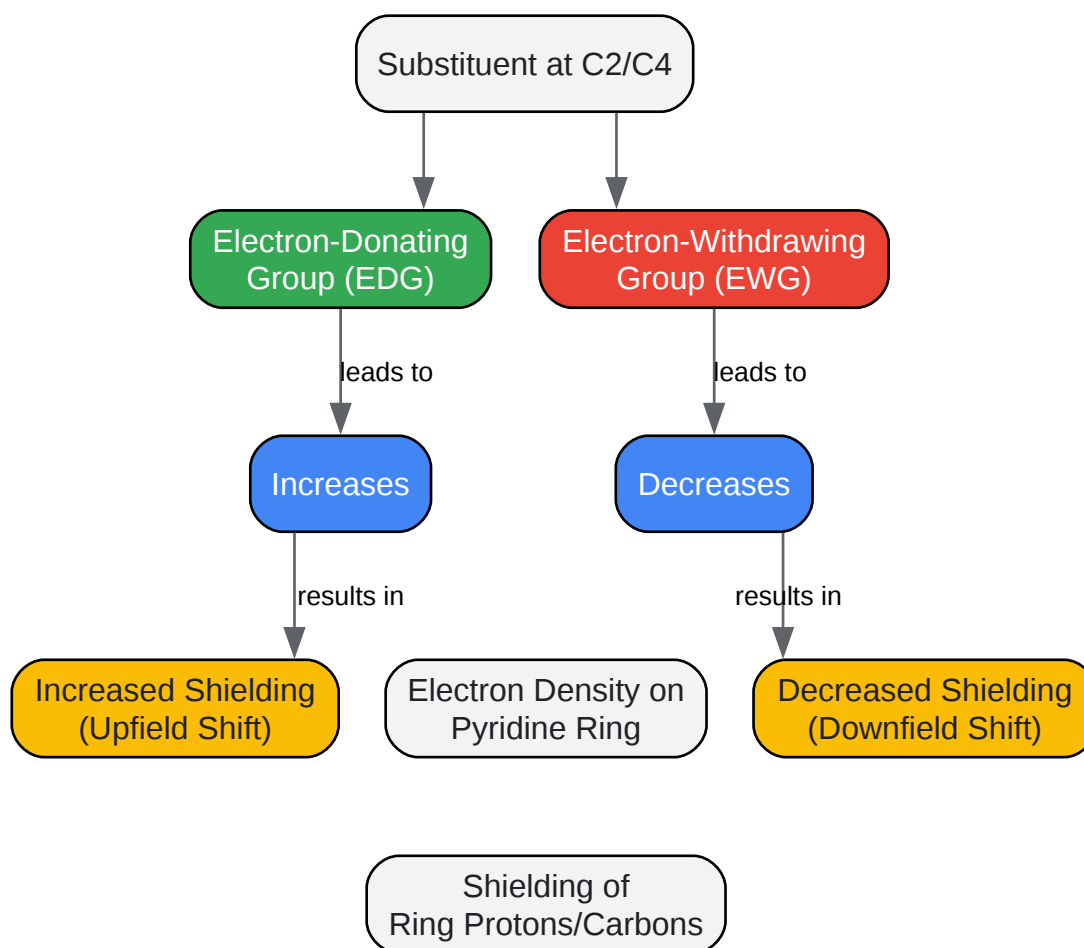 Substituent at C2/C4
Electron-Donating
Group (EDG)
Electron-Withdrawing
Group (EWG)
leads to
leads to
Increases
Decreases
results in
results in
Increased Shielding
(Upfield Shift)
Electron Density on
Pyridine Ring
Decreased Shielding
(Downfield Shift)
Shielding of
Ring Protons/Carbons